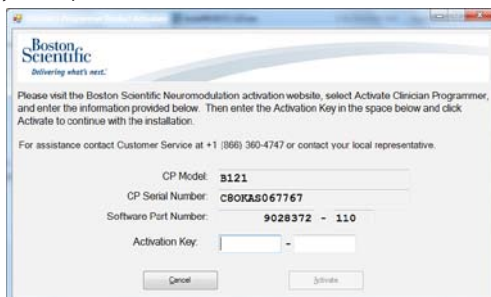 Boston
Scientific
Delivering what's next.™
Please visit the Boston Scientific Neuromodulation activation website, select Activate Clinician Programmer,
and enter the information provided below. Then enter the Activation Key in the space below and click
Activate to continue with the installation.
For assistance contact Customer Service at +1 (866) 360-4747 or contact your local representative.
CP Model: B121
CP Serial Number: C80KAS067767
Software Part Number: 9028372 - 110
Activation Key: -
Cancel Activate